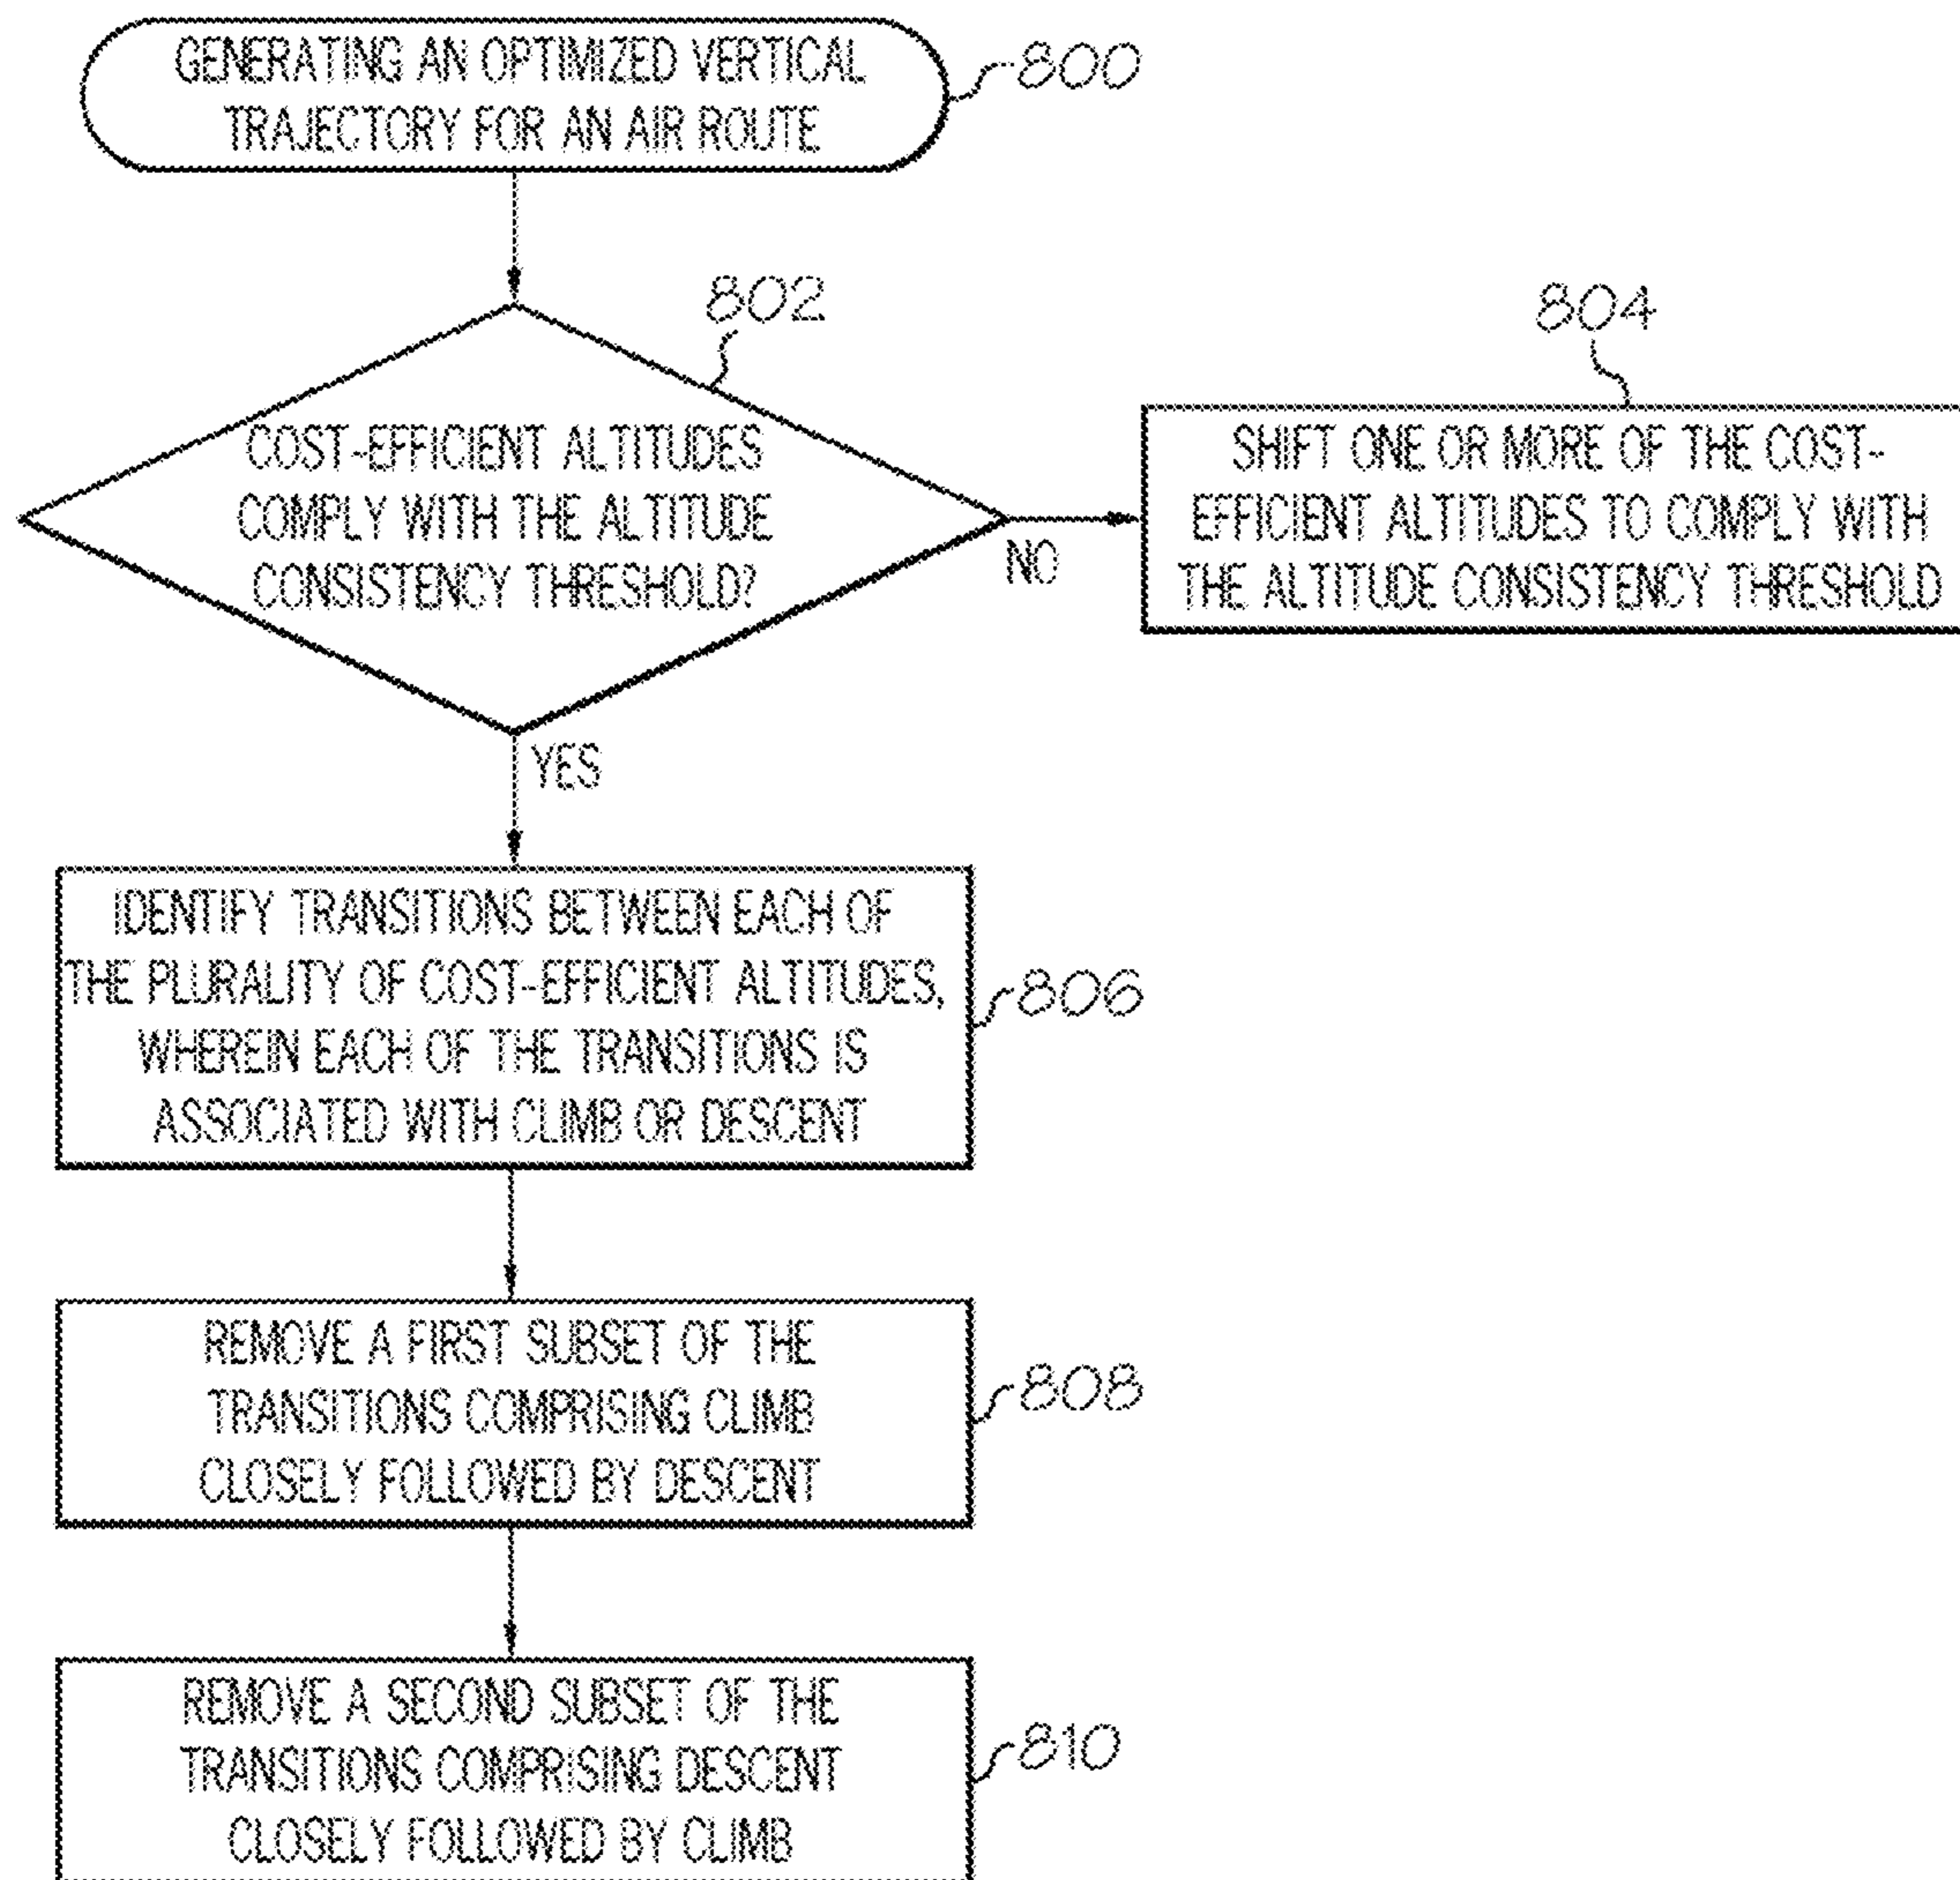 GENERATING AN OPTIMIZED VERTICAL
TRAJECTORY FOR AN AIR ROUTE
800
802
COST-EFFICIENT ALTITUDES
COMPLY WITH THE ALTITUDE
CONSISTENCY THRESHOLD?
NO
YES
804
SHIFT ONE OR MORE OF THE COST-
EFFICIENT ALTITUDES TO COMPLY WITH
THE ALTITUDE CONSISTENCY THRESHOLD
IDENTIFY TRANSITIONS BETWEEN EACH OF
THE PLURALITY OF COST-EFFICIENT ALTITUDES,
WHEREIN EACH OF THE TRANSITIONS IS
ASSOCIATED WITH CLIMB OR DESCENT
806
REMOVE A FIRST SUBSET OF THE
TRANSITIONS COMPRISING CLIMB
CLOSELY FOLLOWED BY DESCENT
808
REMOVE A SECOND SUBSET OF THE
TRANSITIONS COMPRISING DESCENT
CLOSELY FOLLOWED BY CLIMB
810